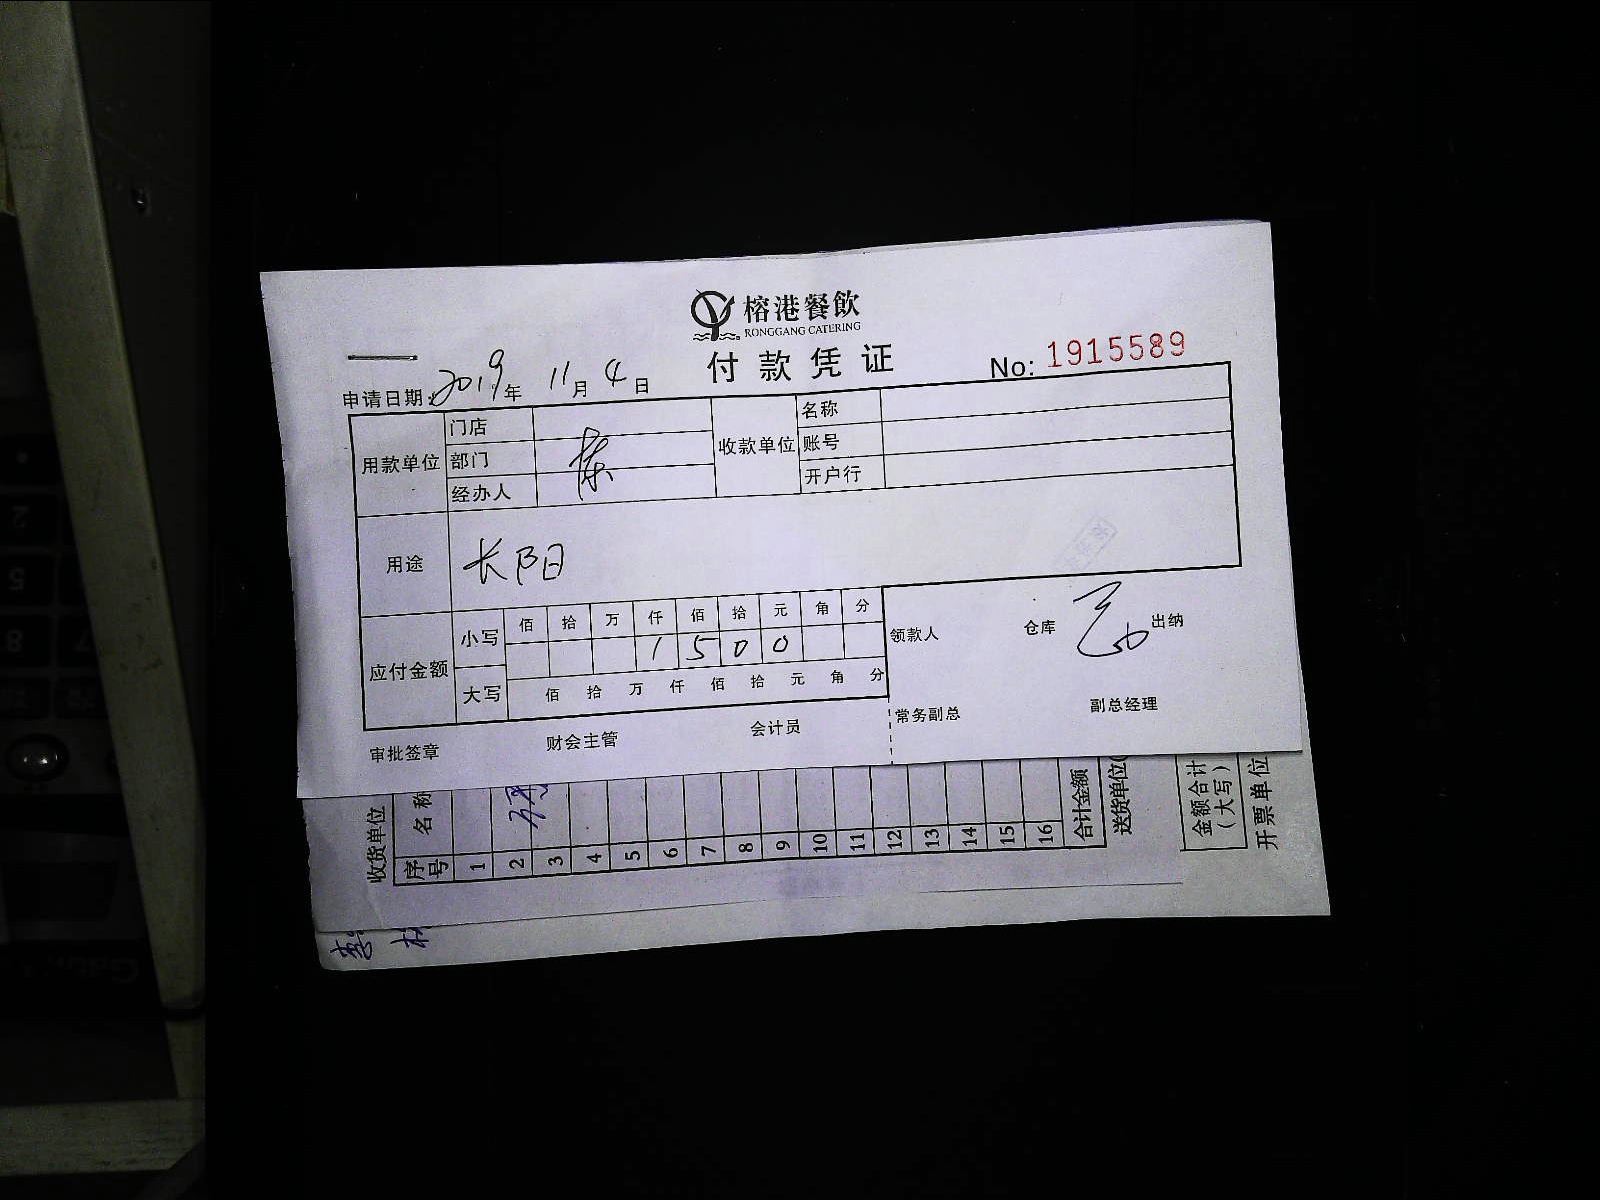 榕港餐飲
RONGGANG CATERING
付款凭证
No: 1915589
申请日期: 2019年 11月 4日
用款单位 门店 收款单位 名称
部门 陈 账号
经办人 开户行
用途 长阳
应付金额 小写 佰 拾 万 仟 佰 拾 元 角 分
1 5 0 0
大写 佰 拾 万 仟 佰 拾 元 角 分
领款人 仓库 出纳
审批签章 财会主管 会计员 常务副总 副总经理
收货单位
序号 名称
1 2 3 4 5 6 7 8 9 10 11 12 13 14 15 16
合计金额
送货单位(
金额合计(大写)
开票单位